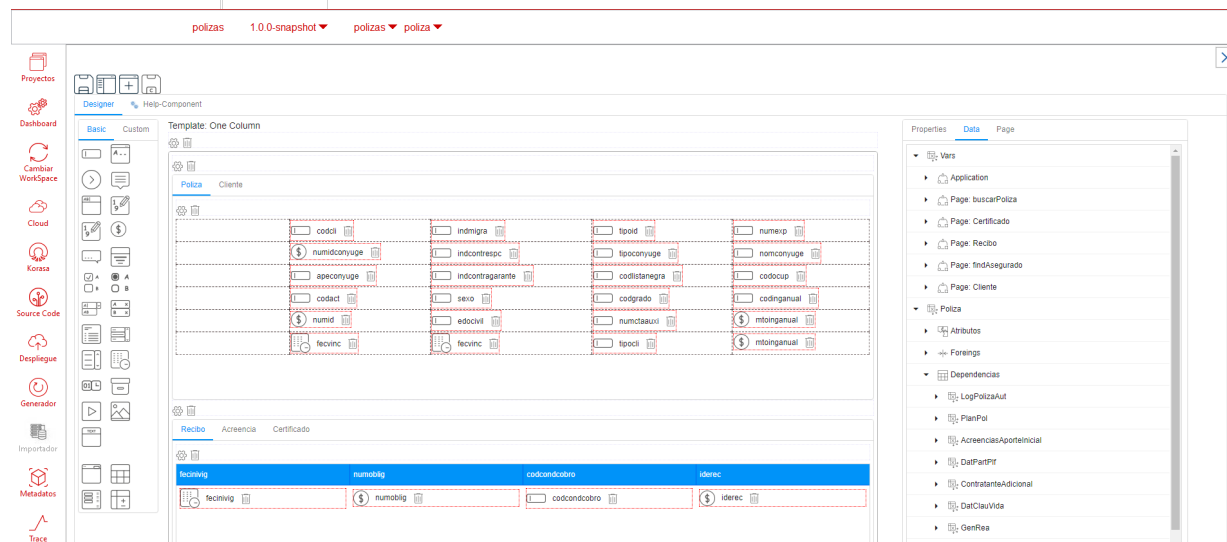 polizas 1.0.0-snapshot polizas poliza
Proyectos
Dashboard
Cambiar
WorkSpace
Cloud
Korasa
Source Code
Despliegue
Generador
Importador
Metadatos
Trace
Designer Help-Component
Basic Custom
Template: One Column
Poliza Cliente
codcli indmigra tipoid numexp
numidconyuge indcontrespc tipoconyuge nomconyuge
apeconyuge indcontragarante codlistanegra codocup
codact sexo codgrado codinganual
numid edocivil numctaauxi mtoinganual
fecvinc fecvinc tipocli mtoinganual
Recibo Acreencia Certificado
fecinivig numoblig codcondcobro iderec
fecinivig numoblig codcondcobro iderec
Properties Data Page
Vars
Application
Page: buscarPoliza
Page: Certificado
Page: Recibo
Page: findAsegurado
Page: Cliente
Poliza
Atributos
Foreings
Dependencias
LogPolizaAut
PlanPol
AcreenciasAporteInicial
DatPartPlf
ContratanteAdicional
DatClauVida
GenRea